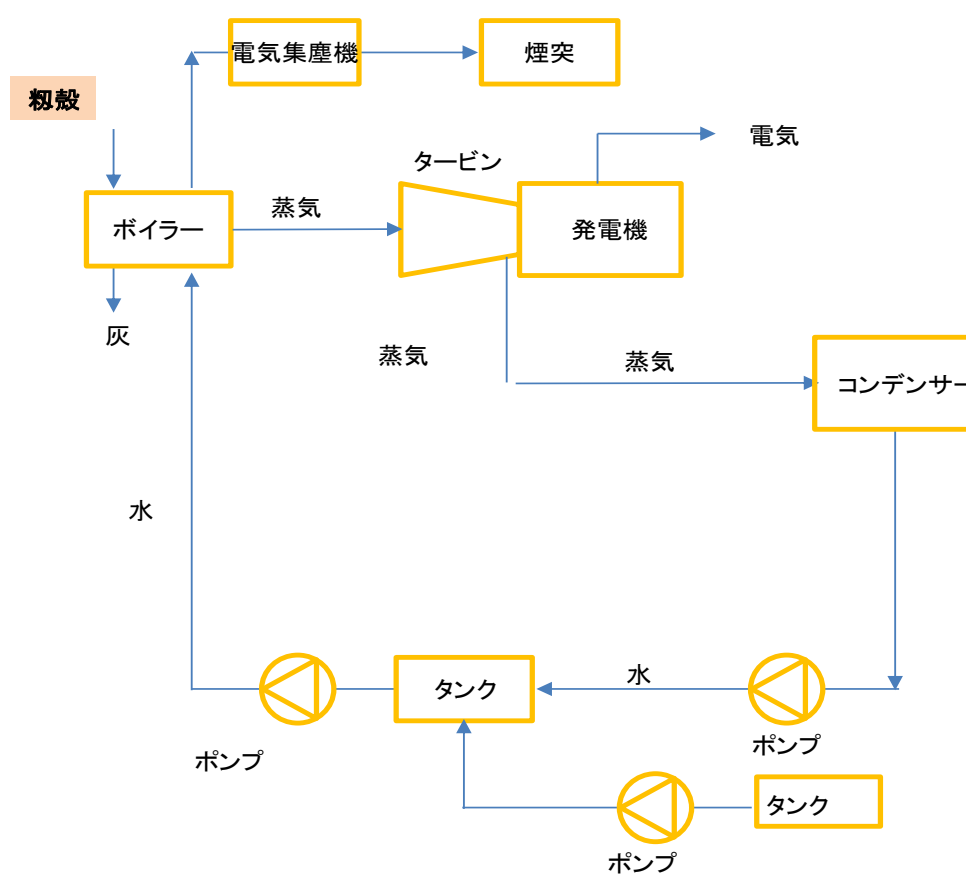 電気集塵機
煙突
籾殻
電気
タービン
蒸気
ボイラー
発電機
灰
蒸気
蒸気
コンデンサー
水
水
タンク
ポンプ
ポンプ
タンク
ポンプ